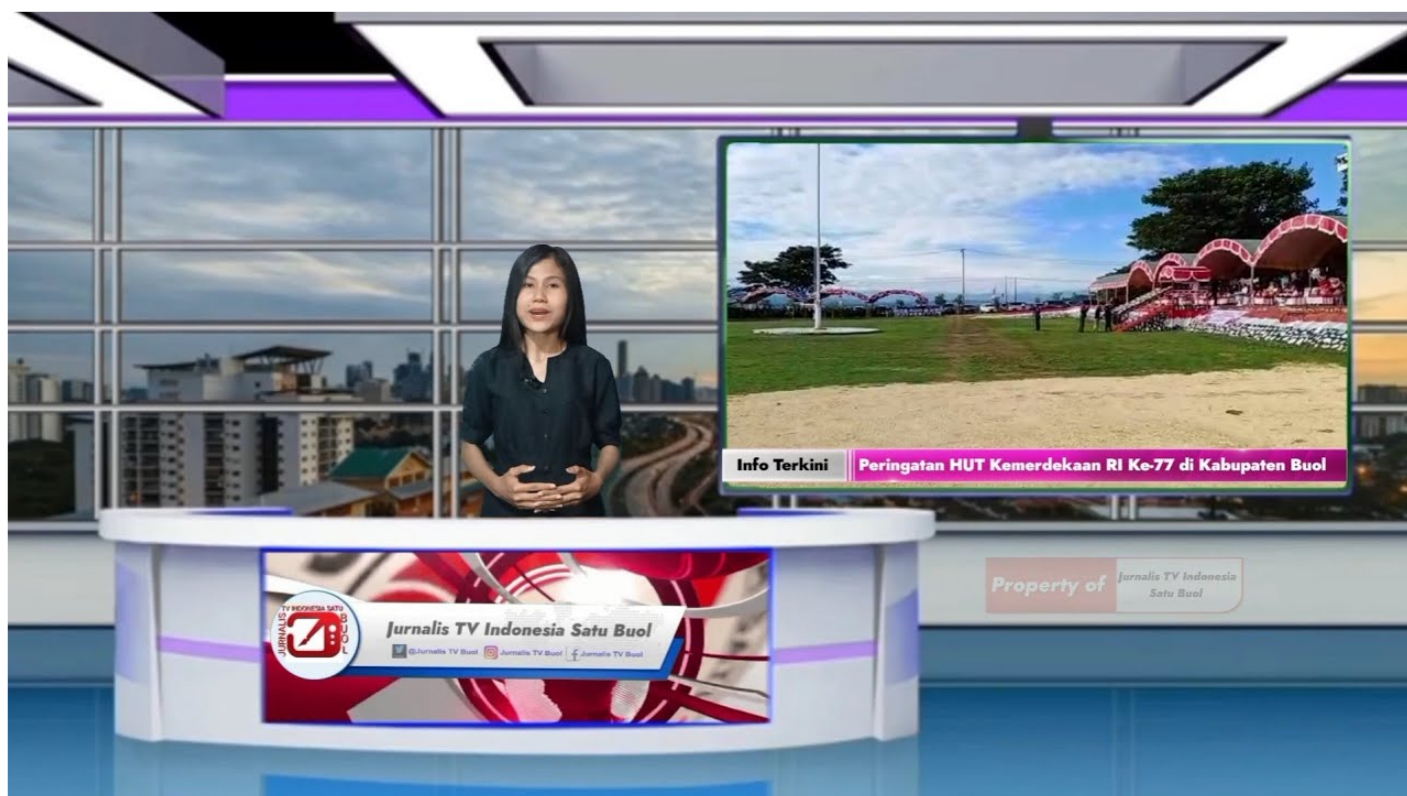 Info Terkini
Peringatan HUT Kemerdekaan RI Ke-77 di Kabupaten Buol
Property of
Jurnalis TV Indonesia
Satu Buol
TV INDONESIA SATU
JURNALIS
BUOL
Jurnalis TV Indonesia Satu Buol
@Jurnalis TV Buol
Jurnalis TV Buol
Jurnalis TV Buol